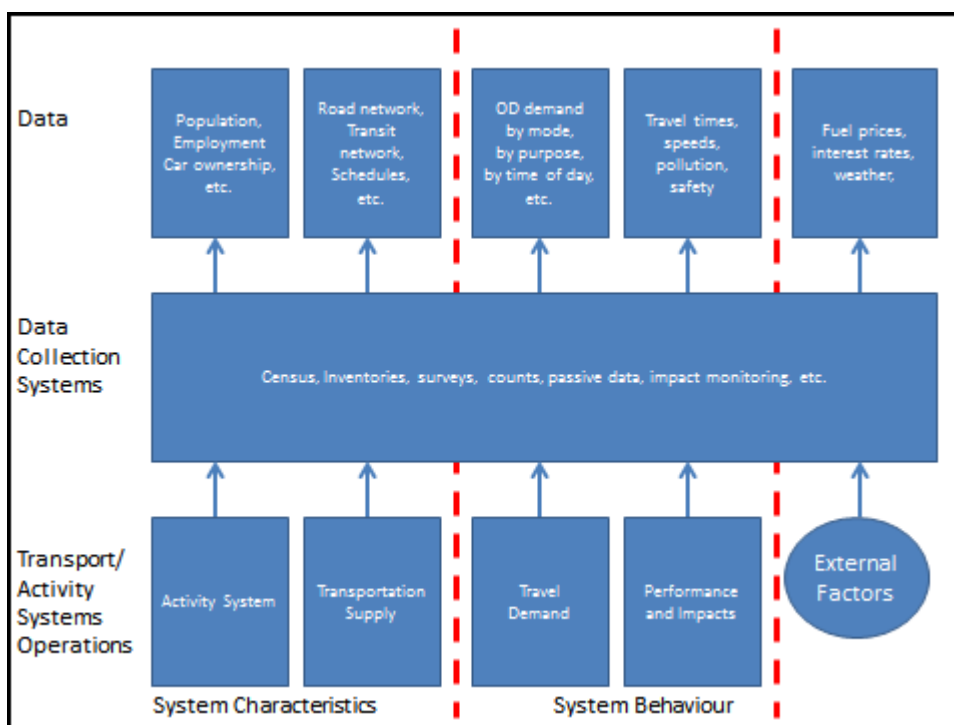 Data
Population,
Employment
Car ownership,
etc.
Road network,
Transit
network,
Schedules,
etc.
OD demand
by mode,
by purpose,
by time of day,
etc.
Travel times,
speeds,
pollution,
safety
Fuel prices,
interest rates,
weather,
Data
Collection
Systems
Census, Inventories, surveys, counts, passive data, impact monitoring, etc.
Transport/
Activity
Systems
Operations
Activity System
Transportation
Supply
Travel
Demand
Performance
and Impacts
External
Factors
System Characteristics
System Behaviour